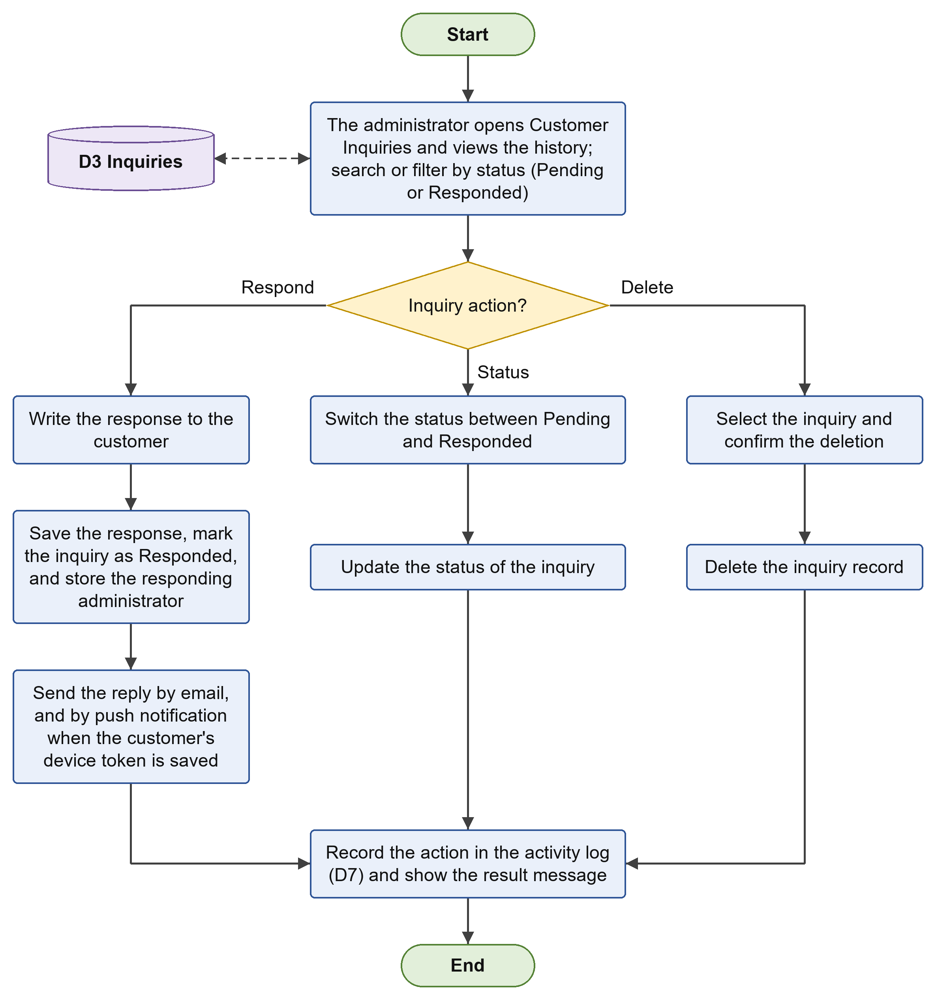 Start
The administrator opens Customer
Inquiries and views the history;
search or filter by status (Pending
or Responded)
D3 Inquiries
Inquiry action?
Respond
Status
Delete
Write the response to the
customer
Switch the status between Pending
and Responded
Select the inquiry and
confirm the deletion
Save the response, mark
the inquiry as Responded,
and store the responding
administrator
Update the status of the inquiry
Delete the inquiry record
Send the reply by email,
and by push notification
when the customer's
device token is saved
Record the action in the activity log
(D7) and show the result message
End